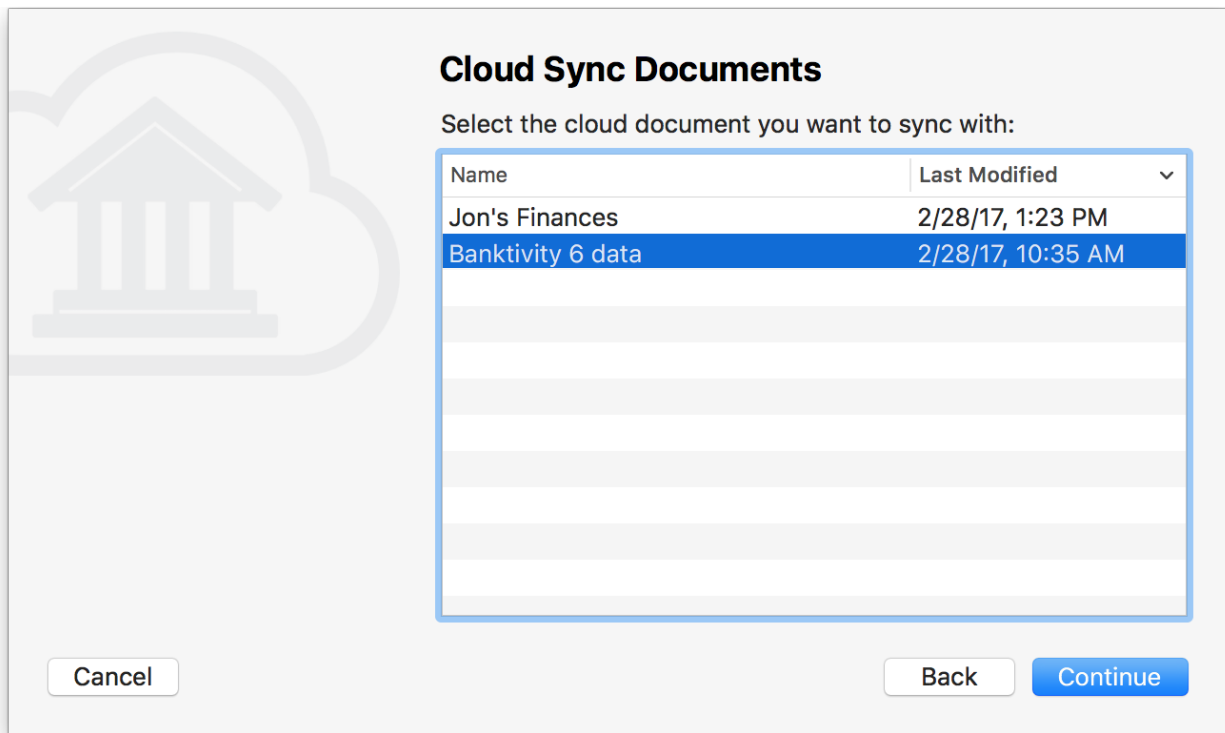 Cloud Sync Documents
Select the cloud document you want to sync with:
Name Last Modified
Jon's Finances 2/28/17, 1:23 PM
Banktivity 6 data 2/28/17, 10:35 AM
Cancel Back Continue